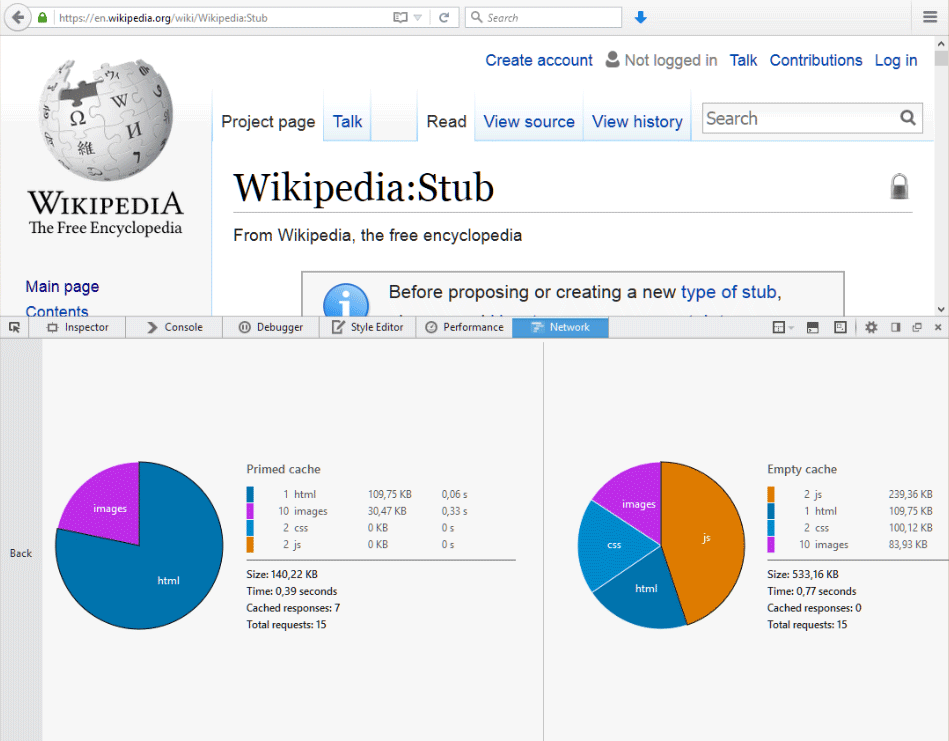 https://en.wikipedia.org/wiki/Wikipedia:Stub
Search
Create account Not logged in Talk Contributions Log in
Project page Talk Read View source View history Search
Ω W И 維 7
WIKIPEDIA
The Free Encyclopedia
Wikipedia:Stub
From Wikipedia, the free encyclopedia
Main page
Contents
i
Before proposing or creating a new type of stub,
Inspector Console Debugger Style Editor Performance Network
Back
images
html
Primed cache
1 html 109,75 KB 0,06 s
10 images 30,47 KB 0,33 s
2 css 0 KB 0 s
2 js 0 KB 0 s
Size: 140,22 KB
Time: 0,39 seconds
Cached responses: 7
Total requests: 15
images
js
css
html
Empty cache
2 js 239,36 KB
1 html 109,75 KB
2 css 100,12 KB
10 images 83,93 KB
Size: 533,16 KB
Time: 0,77 seconds
Cached responses: 0
Total requests: 15